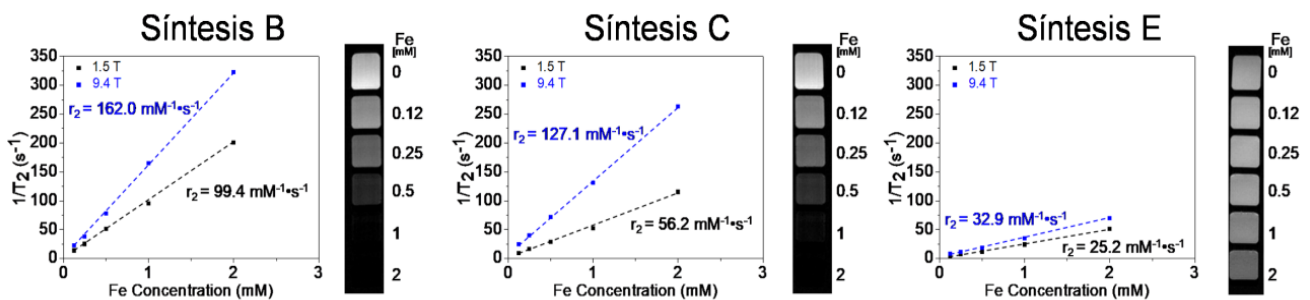 Síntesis B
350
300
250
200
150
100
50
0
1/T₂ (s⁻¹)
1.5 T
9.4 T
r₂ = 162.0 mM⁻¹•s⁻¹
r₂ = 99.4 mM⁻¹•s⁻¹
0 1 2 3
Fe Concentration (mM)
Fe
[mM]
0
0.12
0.25
0.5
1
2
Síntesis C
350
300
250
200
150
100
50
0
1/T₂ (s⁻¹)
1.5 T
9.4 T
r₂ = 127.1 mM⁻¹•s⁻¹
r₂ = 56.2 mM⁻¹•s⁻¹
0 1 2 3
Fe Concentration (mM)
Fe
[mM]
0
0.12
0.25
0.5
1
2
Síntesis E
350
300
250
200
150
100
50
0
1/T₂ (s⁻¹)
1.5 T
9.4 T
r₂ = 32.9 mM⁻¹•s⁻¹
r₂ = 25.2 mM⁻¹•s⁻¹
0 1 2 3
Fe Concentration (mM)
Fe
[mM]
0
0.12
0.25
0.5
1
2